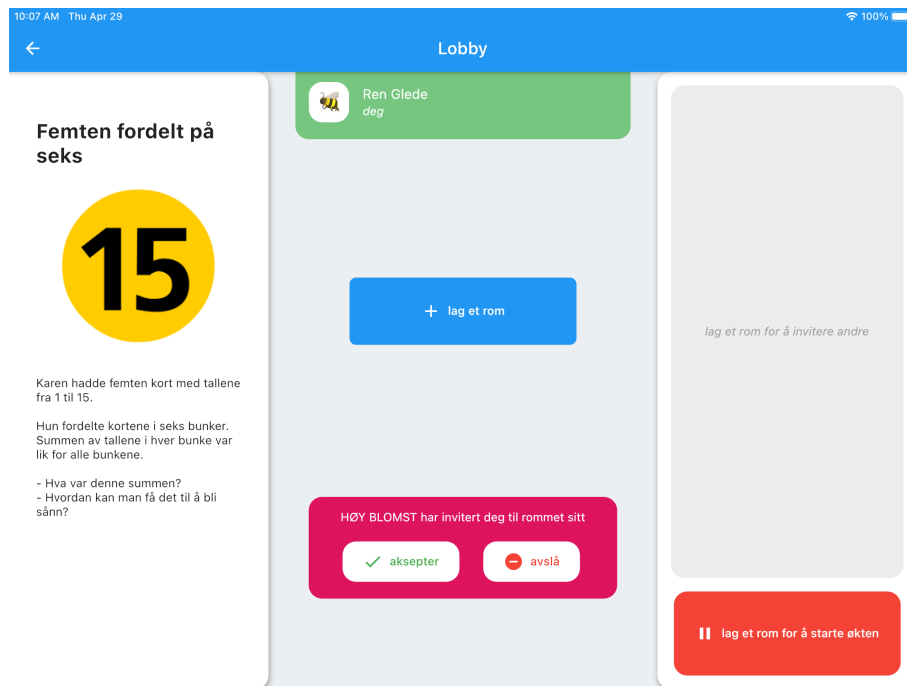 10:07 AM Thu Apr 29
100%
Lobby
Femten fordelt på
seks
15
Karen hadde femten kort med tallene
fra 1 til 15.
Hun fordelte kortene i seks bunker.
Summen av tallene i hver bunke var
lik for alle bunkene.
- Hva var denne summen?
- Hvordan kan man få det til å bli
sånn?
Ren Glede
deg
+ lag et rom
HØY BLOMST har invitert deg til rommet sitt
aksepter
avslå
lag et rom for å invitere andre
lag et rom for å starte økten